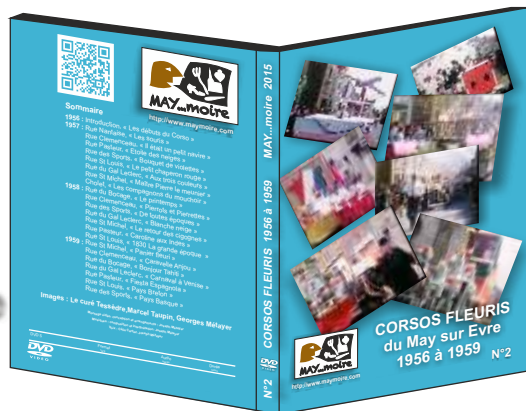 MAY...moire
http://www.maymoire.com
Sommaire
1956 : Introduction, « Les débuts du Corso »
1957 : Rue Nanfaine, « Les souris »
Rue Clemenceau, « Il était un petit navire »
Rue Pasteur, « Etoile des neiges »
Rue des Sports, « Bouquet de violettes »
Rue St Louis, « Le petit chaperon rouge »
Rue du Gal Leclerc, « Aux trois couleurs »
Rue St Michel, « Maître Pierre le meunier »
Cholet, « Les compagnons du mouchoir »
1958 : Rue du Bocage, « Le printemps »
Rue Clemenceau, « Pierrots et Pierrettes »
Rue des Sports, « De toutes époques »
Rue du Gal Leclerc, « Blanche neige »
Rue St Michel, « Le retour des cigognes »
Rue Pasteur, « Caroline aux Indes »
Rue St Louis, « 1830 La grande époque »
1959 : Rue St Michel, « Panier fleuri »
Rue Clemenceau, « Caravelle Anjou »
Rue du Bocage, « Bonjour Tahiti »
Rue du Gal Leclerc, « Carnaval à Venise »
Rue Pasteur, « Fiesta Espagnola »
Rue St Louis, « Pays Breton »
Rue des Sports, « Pays Basque »
Images : Le curé Tessèdre, Marcel Taupin, Georges Mélayer
DVD
VIDEO
MAY...moire 2015
CORSOS FLEURIS 1956 à 1959
DVD
N°2
CORSOS FLEURIS
du May sur Evre
1956 à 1959
N°2
MAY...moire
http://www.maymoire.com